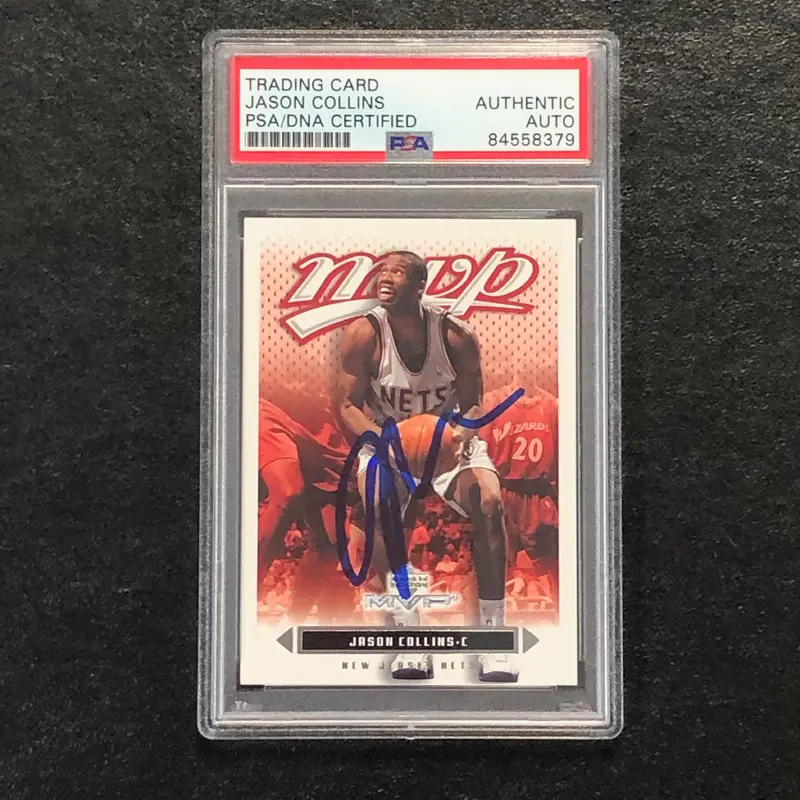 TRADING CARD
JASON COLLINS
PSA/DNA CERTIFIED
AUTHENTIC
AUTO
84558379
PSA
mvp
NETS
WIZARDS
20
MVP
JASON COLLINS·C
NEW JERSEY NETS